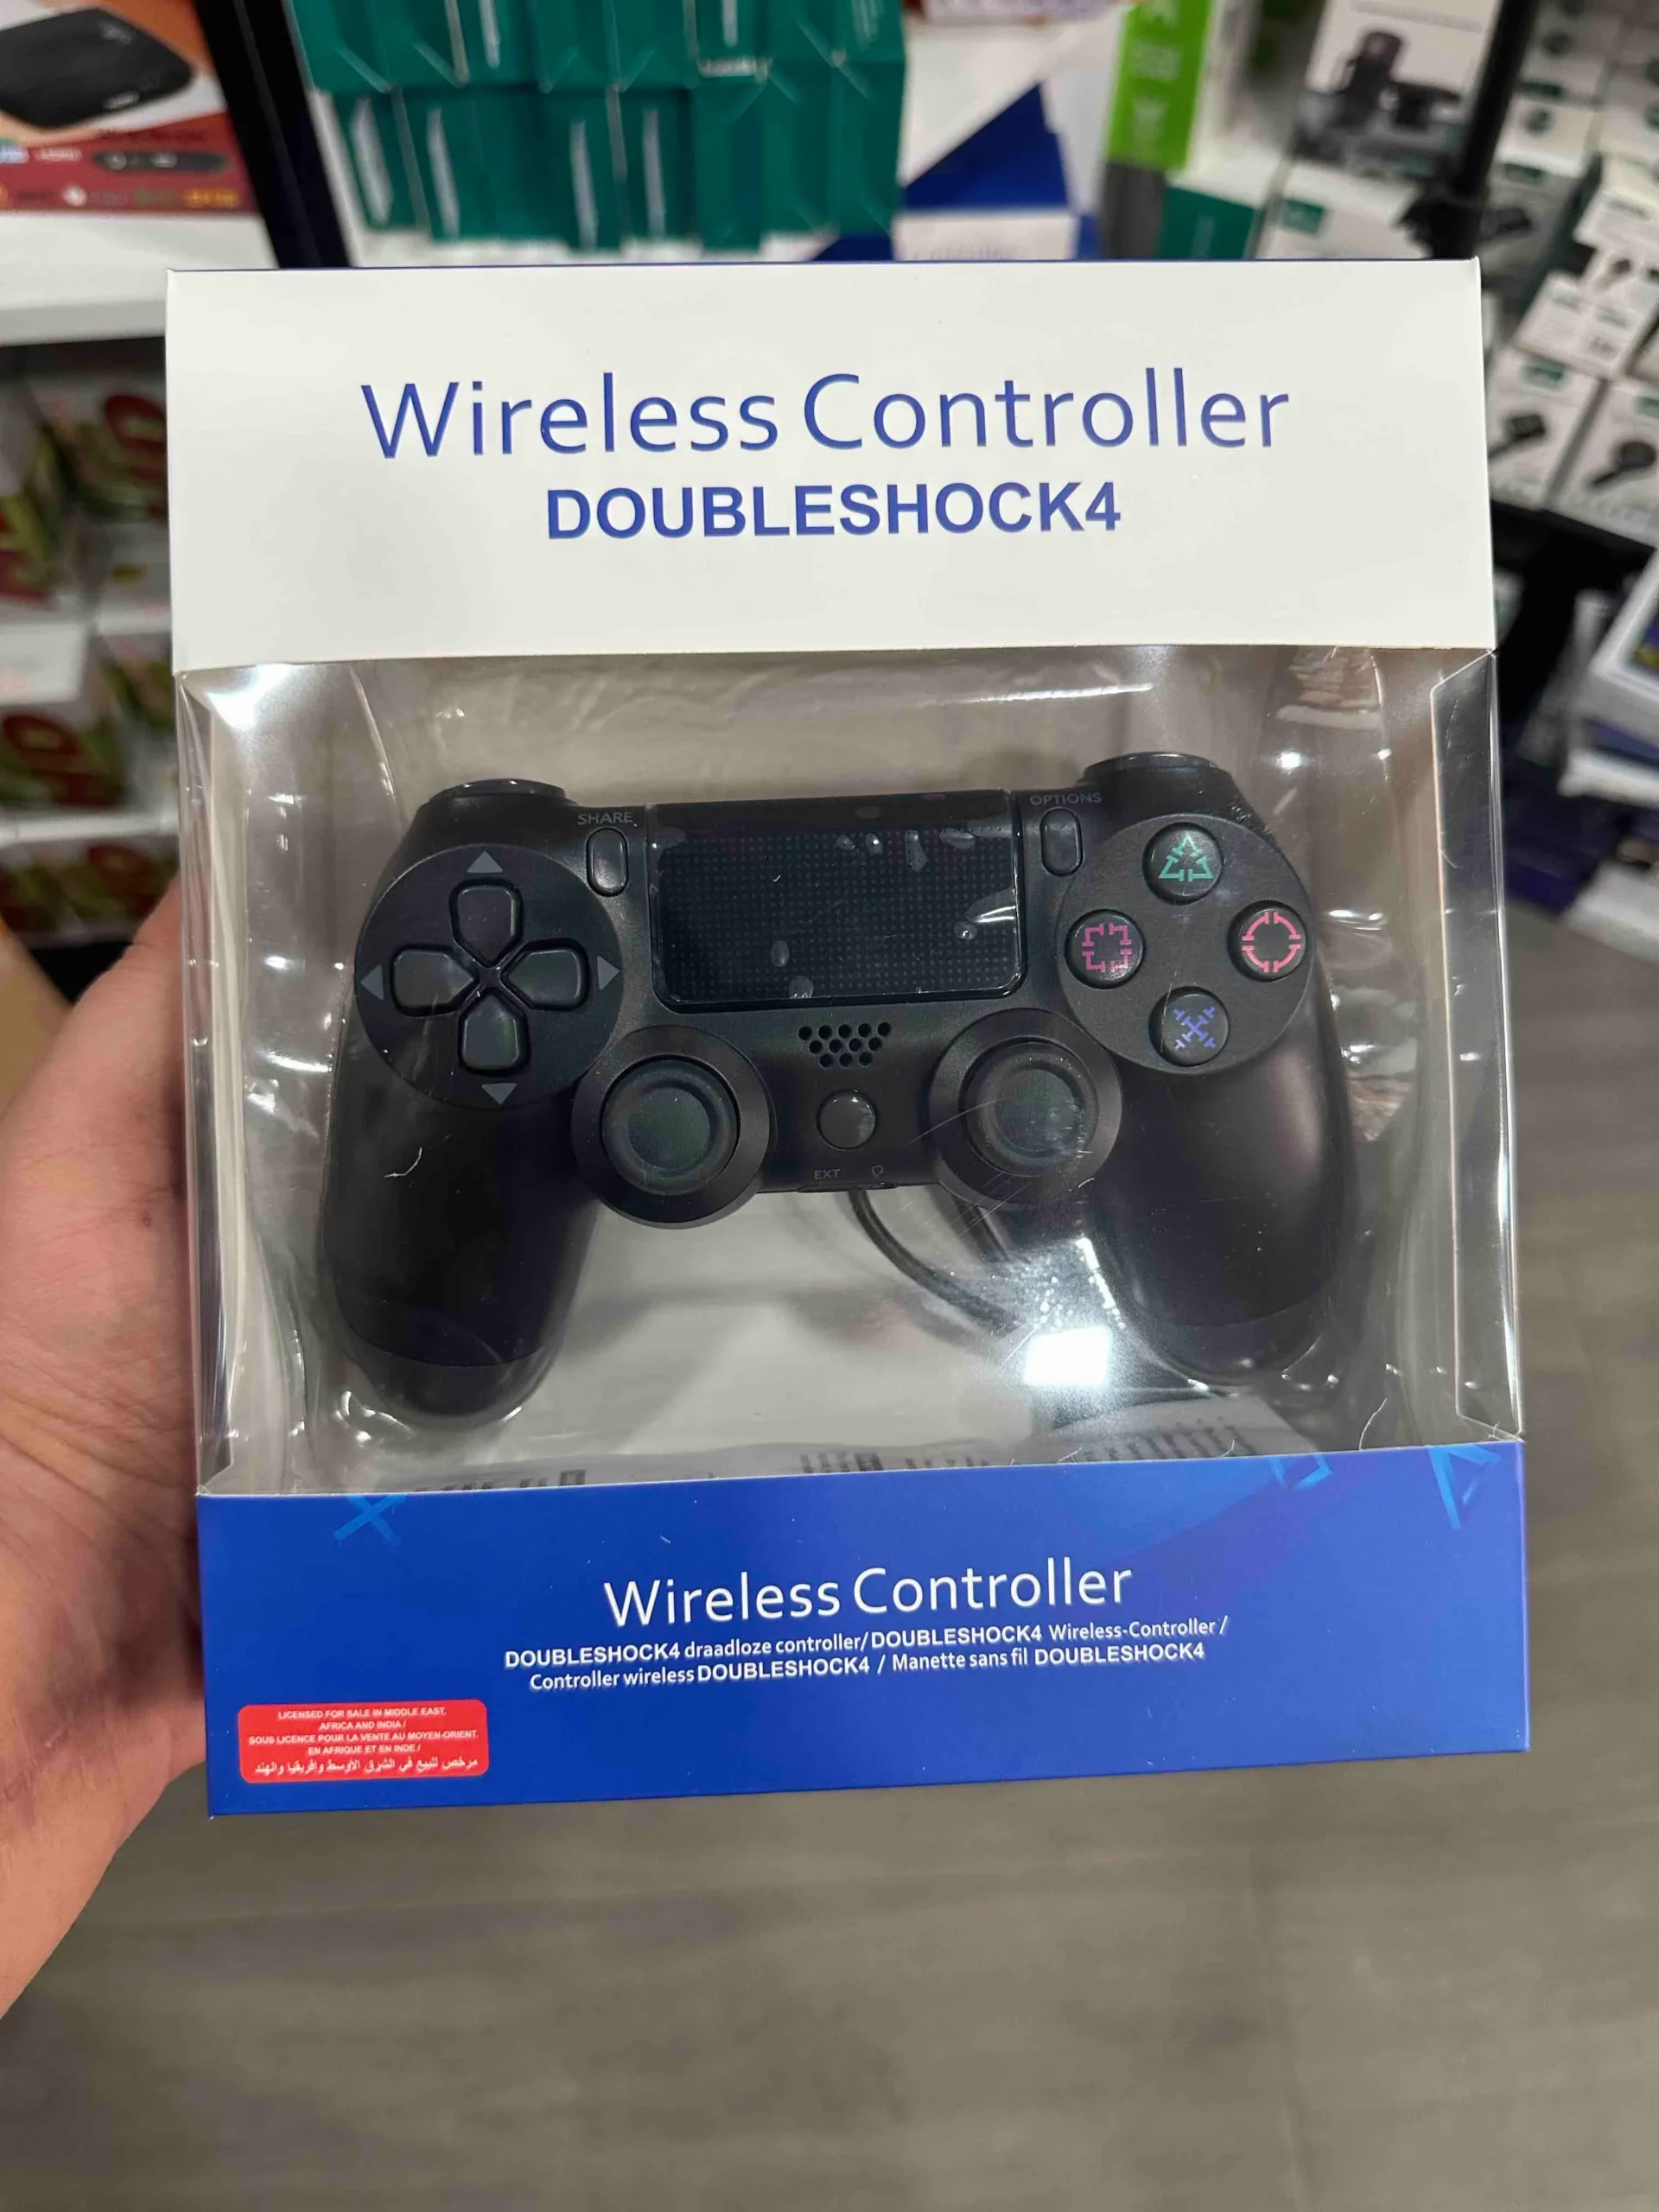 Wireless Controller
DOUBLESHOCK4
SHARE
OPTIONS
EXT
Wireless Controller
DOUBLESHOCK4 draadloze controller/DOUBLESHOCK4 Wireless-Controller /
Controller wireless DOUBLESHOCK4 / Manette sans fil DOUBLESHOCK4
LICENSED FOR SALE IN MIDDLE EAST,
AFRICA AND INDIA /
SOUS LICENCE POUR LA VENTE AU MOYEN-ORIENT,
EN AFRIQUE ET EN INDE /
مرخص للبيع في الشرق الأوسط وافريقيا والهند